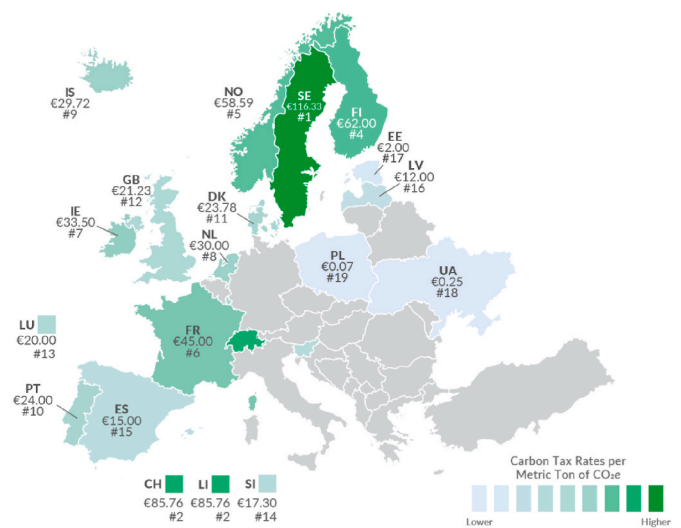 IS
€29.72
#9
NO
€58.59
#5
SE
€116.33
#1
FI
€62.00
#4
EE
€2.00
#17
LV
€12.00
#16
GB
€21.23
#12
DK
€23.78
#11
IE
€33.50
#7
NL
€30.00
#8
PL
€0.07
#19
UA
€0.25
#18
LU
€20.00
#13
FR
€45.00
#6
PT
€24.00
#10
ES
€15.00
#15
CH
€85.76
#2
LI
€85.76
#2
SI
€17.30
#14
Carbon Tax Rates per
Metric Ton of CO₂e
Lower
Higher